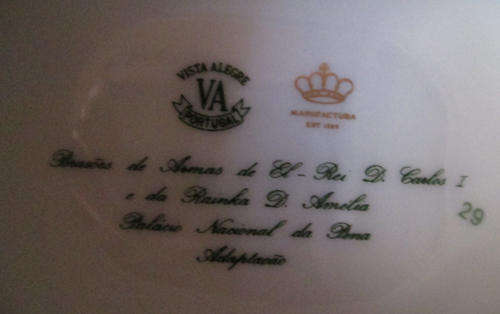 VISTA ALEGRE
VA
PORTUGAL
MANUFACTURA
Brasões de Armas de El-Rei D. Carlos I
e da Rainha D. Amelia
29
Palácio Nacional da Pena
Adaptação